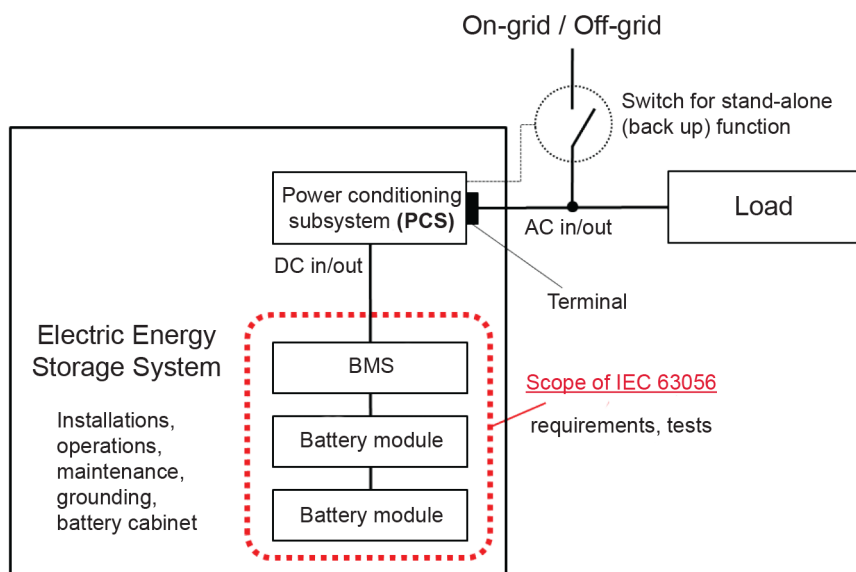 On-grid / Off-grid
Switch for stand-alone
(back up) function
Power conditioning
subsystem (PCS)
Load
AC in/out
DC in/out
Terminal
Electric Energy
Storage System
BMS
Scope of IEC 63056
requirements, tests
Installations,
operations,
maintenance,
grounding,
battery cabinet
Battery module
Battery module